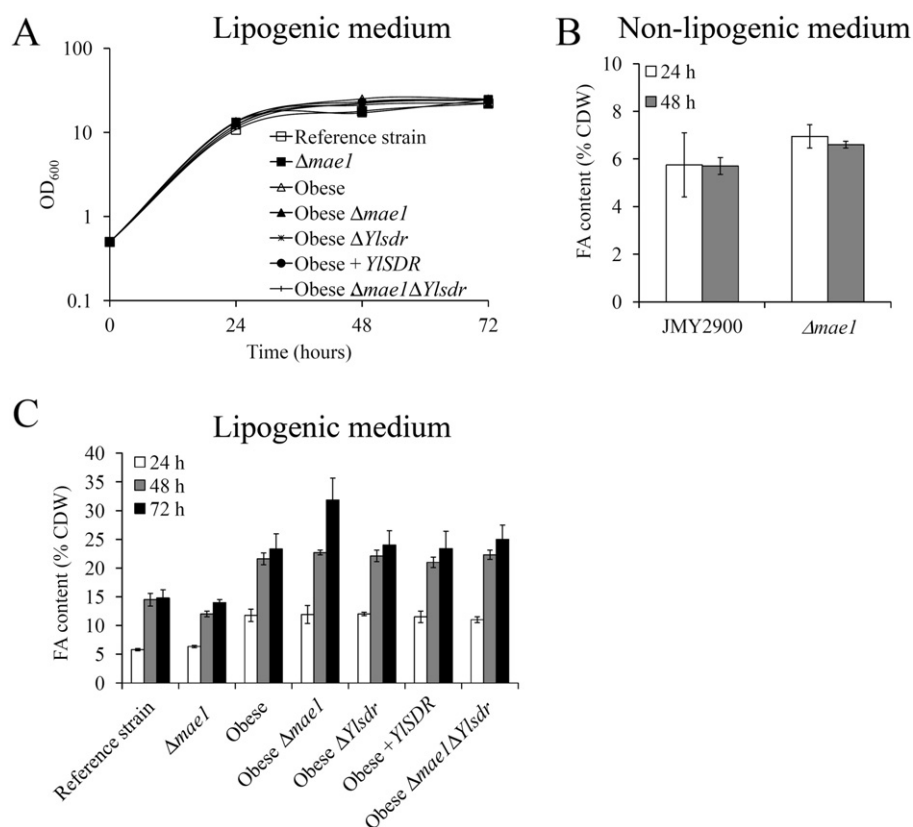 A
Lipogenic medium
100
10
1
0.1
OD600
0
24
48
72
Time (hours)
Reference strain
Δmae1
Obese
Obese Δmae1
Obese ΔYlsdr
Obese + YlSDR
Obese Δmae1ΔYlsdr
B
Non-lipogenic medium
10
8
6
4
2
0
FA content (% CDW)
24 h
48 h
JMY2900
Δmae1
C
Lipogenic medium
40
35
30
25
20
15
10
5
0
FA content (% CDW)
24 h
48 h
72 h
Reference strain
Δmae1
Obese
Obese Δmae1
Obese ΔYlsdr
Obese +YlSDR
Obese Δmae1ΔYlsdr